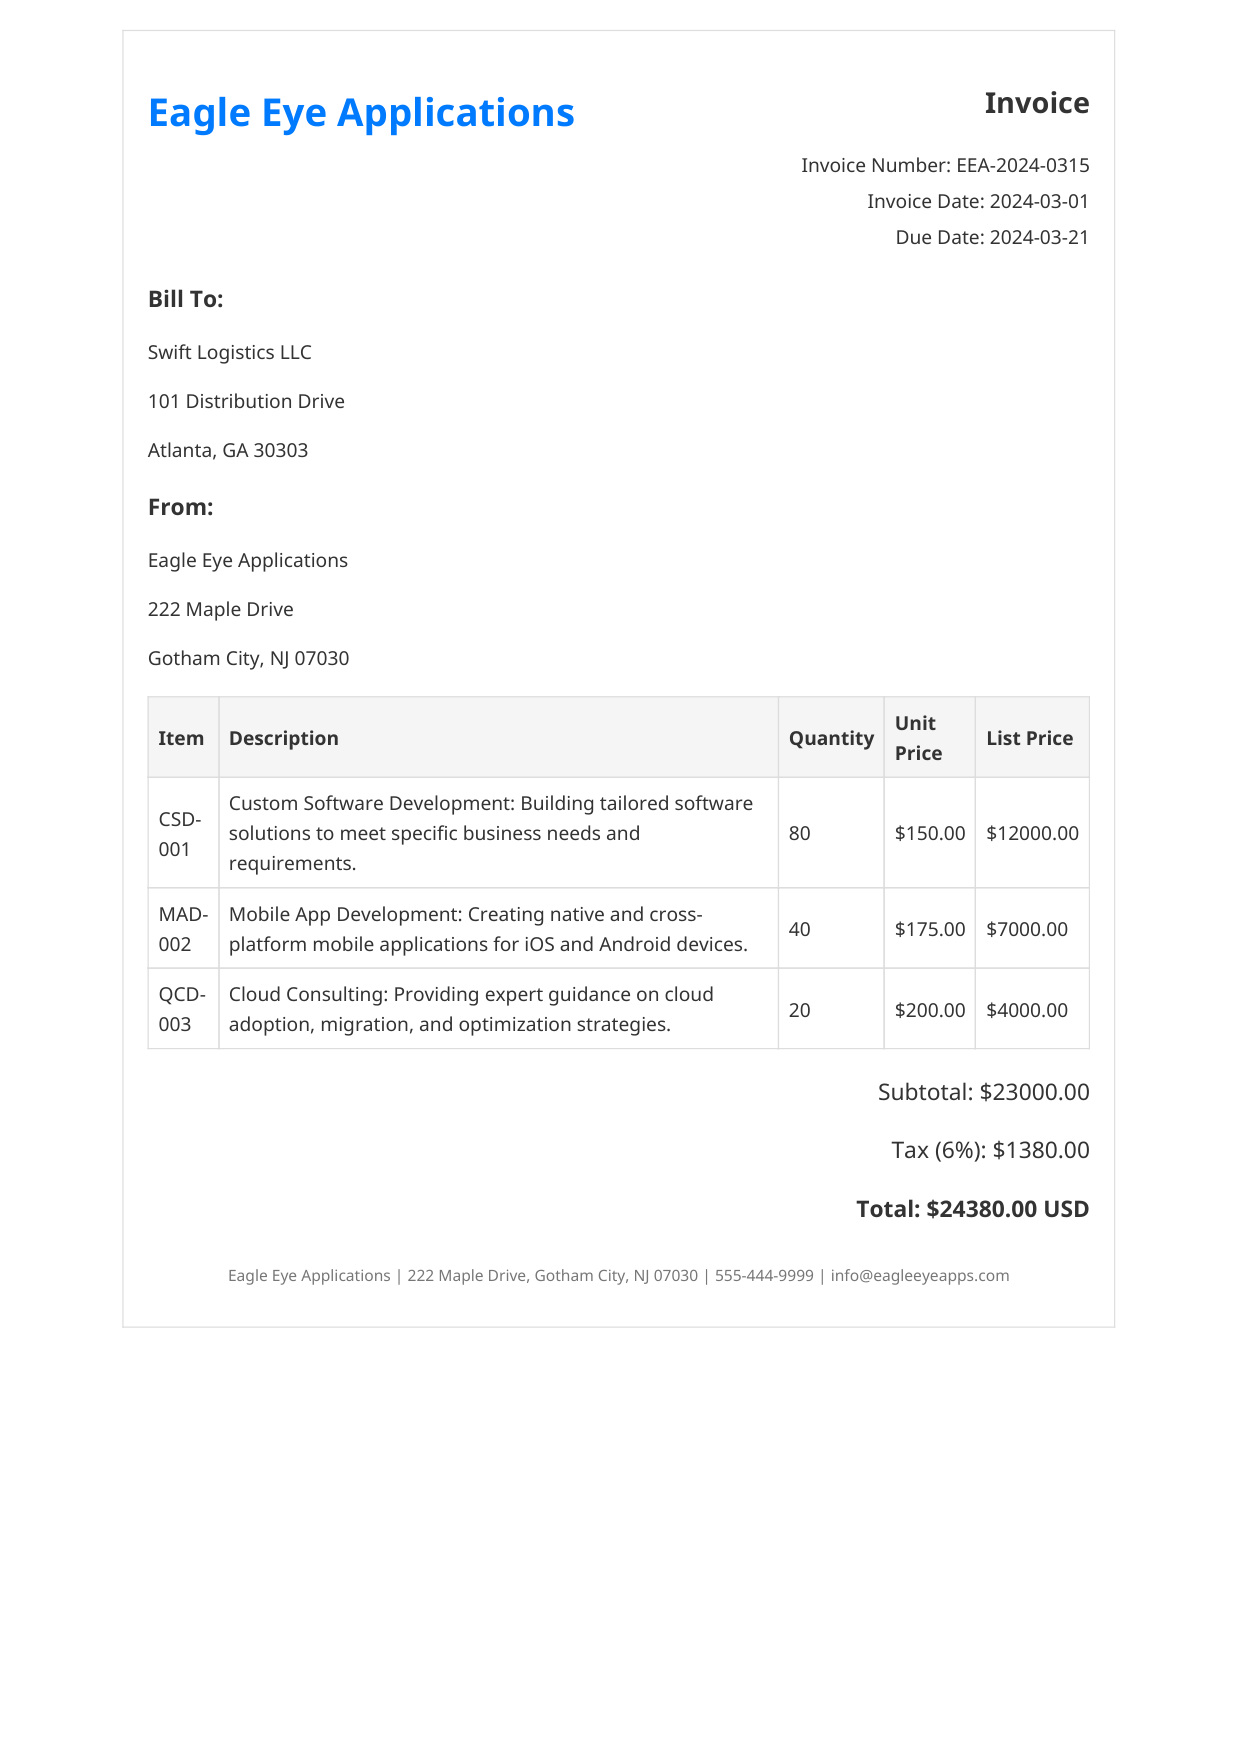 Eagle Eye Applications
Invoice
Invoice Number: EEA-2024-0315
Invoice Date: 2024-03-01
Due Date: 2024-03-21
Bill To:
Swift Logistics LLC
101 Distribution Drive
Atlanta, GA 30303
From:
Eagle Eye Applications
222 Maple Drive
Gotham City, NJ 07030
Item Description Quantity Unit Price List Price
CSD-001 Custom Software Development: Building tailored software solutions to meet specific business needs and requirements. 80 $150.00 $12000.00
MAD-002 Mobile App Development: Creating native and cross-platform mobile applications for iOS and Android devices. 40 $175.00 $7000.00
QCD-003 Cloud Consulting: Providing expert guidance on cloud adoption, migration, and optimization strategies. 20 $200.00 $4000.00
Subtotal: $23000.00
Tax (6%): $1380.00
Total: $24380.00 USD
Eagle Eye Applications | 222 Maple Drive, Gotham City, NJ 07030 | 555-444-9999 | info@eagleeyeapps.com